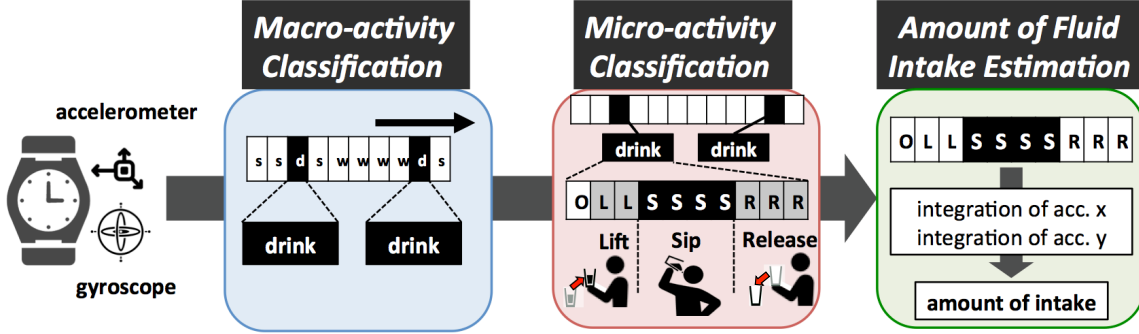 Macro-activity
Classification
Micro-activity
Classification
Amount of Fluid
Intake Estimation
accelerometer
gyroscope
s s d s w w w w d s
drink drink
drink drink
O L L S S S S R R R
Lift Sip Release
O L L S S S S R R R
integration of acc. x
integration of acc. y
amount of intake